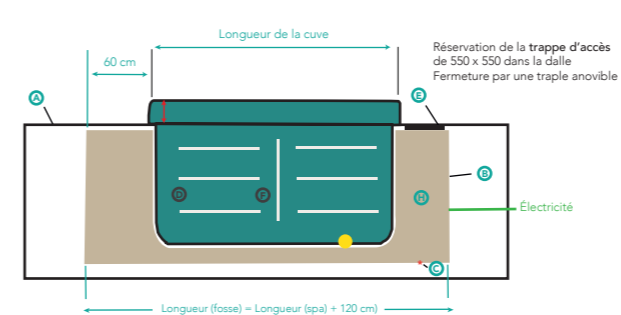 Longueur de la cuve
60 cm
Réservation de la trappe d'accès
de 550 x 550 dans la dalle
Fermeture par une traple anovible
A
E
B
D
F
H
Électricité
C
Longueur (fosse) = Longueur (spa) + 120 cm)